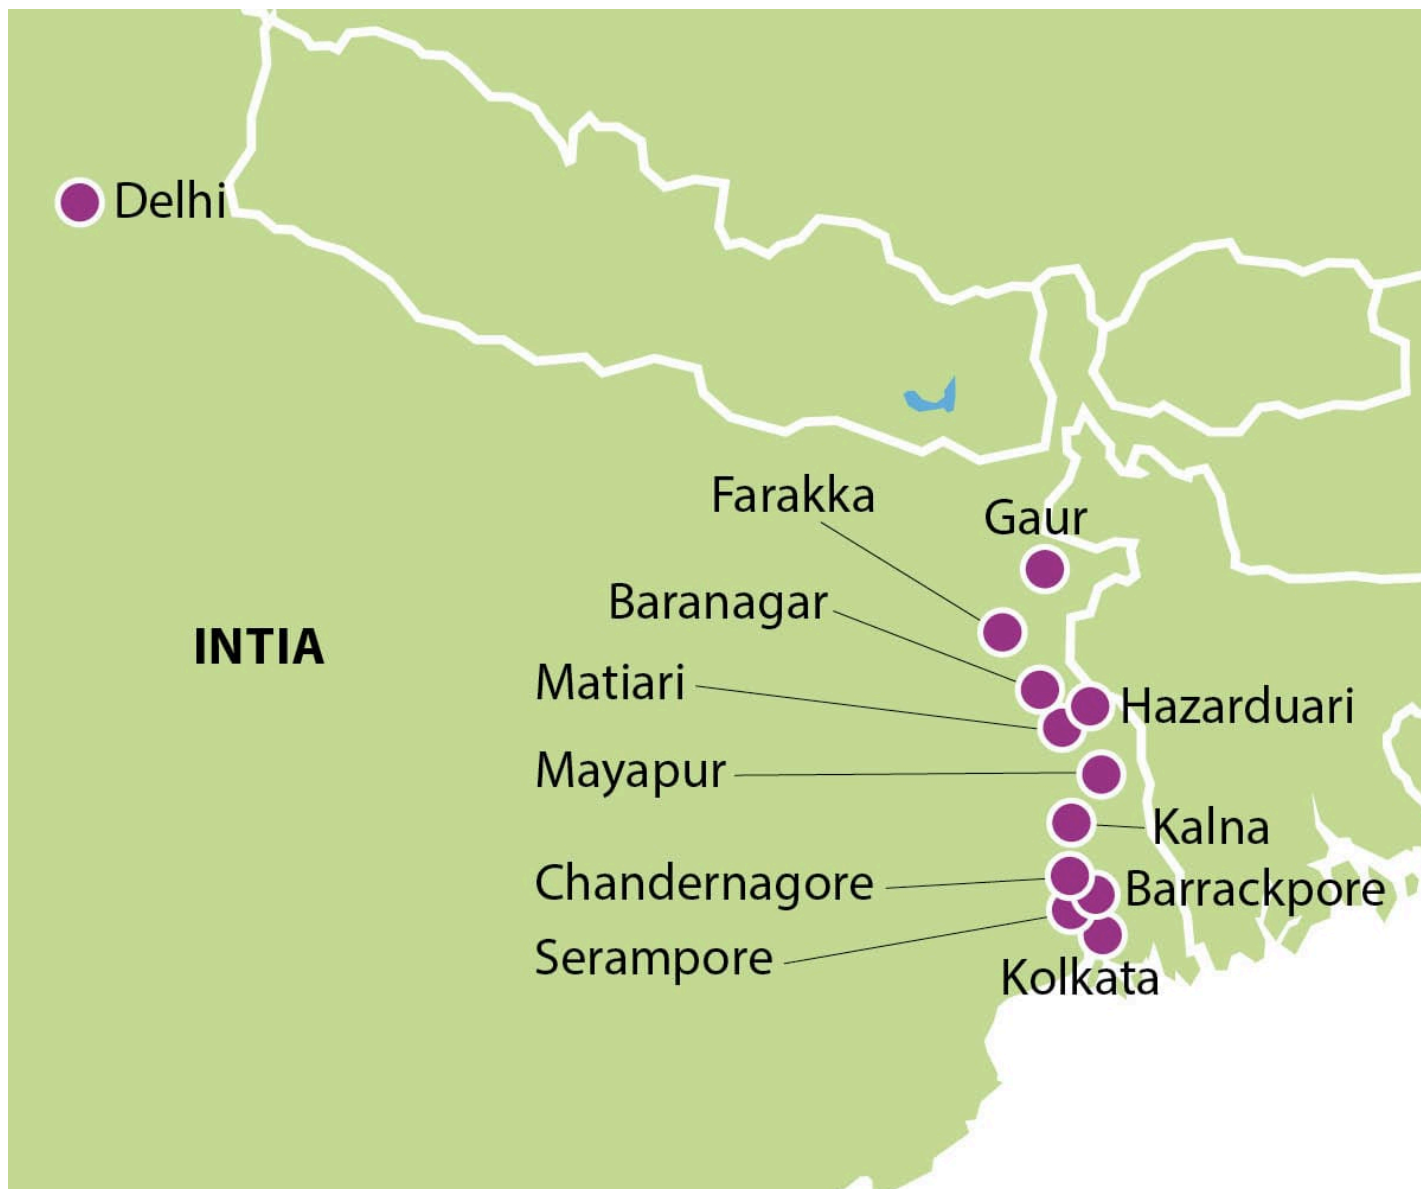 Delhi
Farakka
Gaur
Baranagar
INTIA
Matiari
Hazarduari
Mayapur
Kalna
Chandernagore
Barrackpore
Serampore
Kolkata